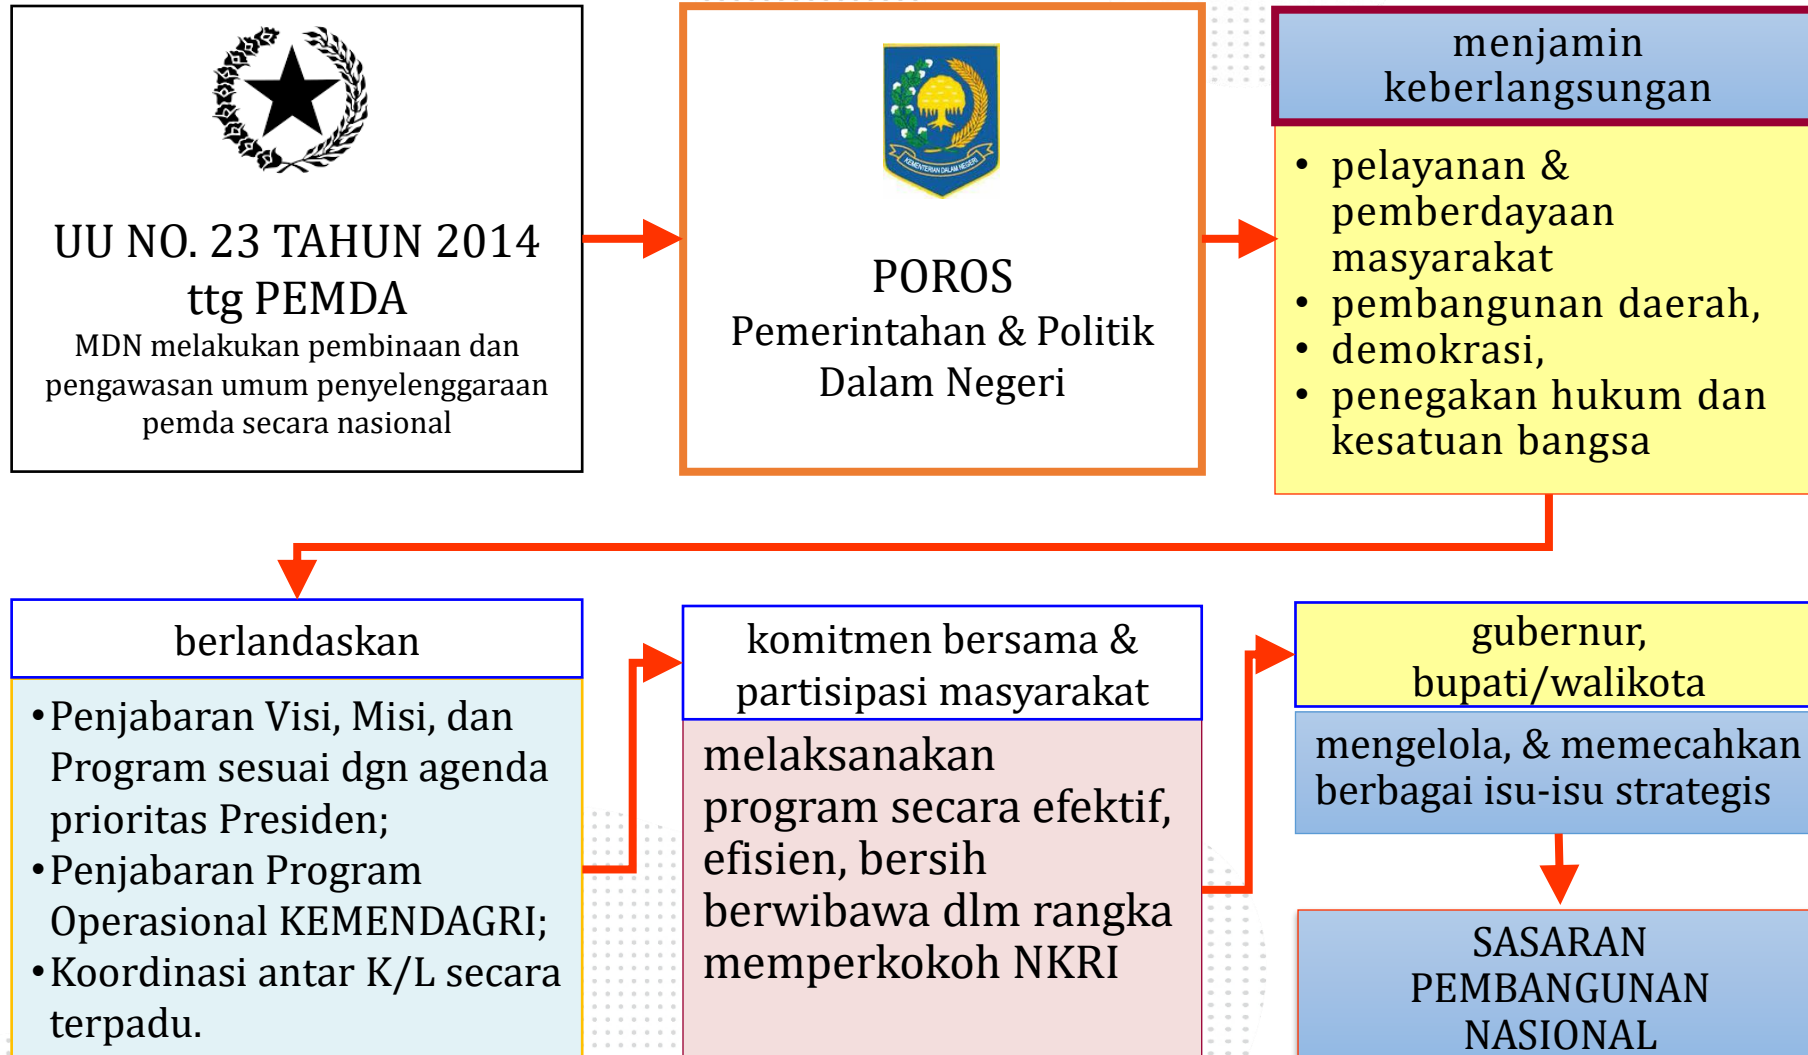 UU NO. 23 TAHUN 2014
ttg PEMDA
MDN melakukan pembinaan dan
pengawasan umum penyelenggaraan
pemda secara nasional
KEMENTERIAN DALAM NEGERI
POROS
Pemerintahan & Politik
Dalam Negeri
menjamin
keberlangsungan
• pelayanan &
pemberdayaan
masyarakat
• pembangunan daerah,
• demokrasi,
• penegakan hukum dan
kesatuan bangsa
berlandaskan
• Penjabaran Visi, Misi, dan
Program sesuai dgn agenda
prioritas Presiden;
• Penjabaran Program
Operasional KEMENDAGRI;
• Koordinasi antar K/L secara
terpadu.
komitmen bersama &
partisipasi masyarakat
melaksanakan
program secara efektif,
efisien, bersih
berwibawa dlm rangka
memperkokoh NKRI
gubernur,
bupati/walikota
mengelola, & memecahkan
berbagai isu-isu strategis
SASARAN
PEMBANGUNAN
NASIONAL